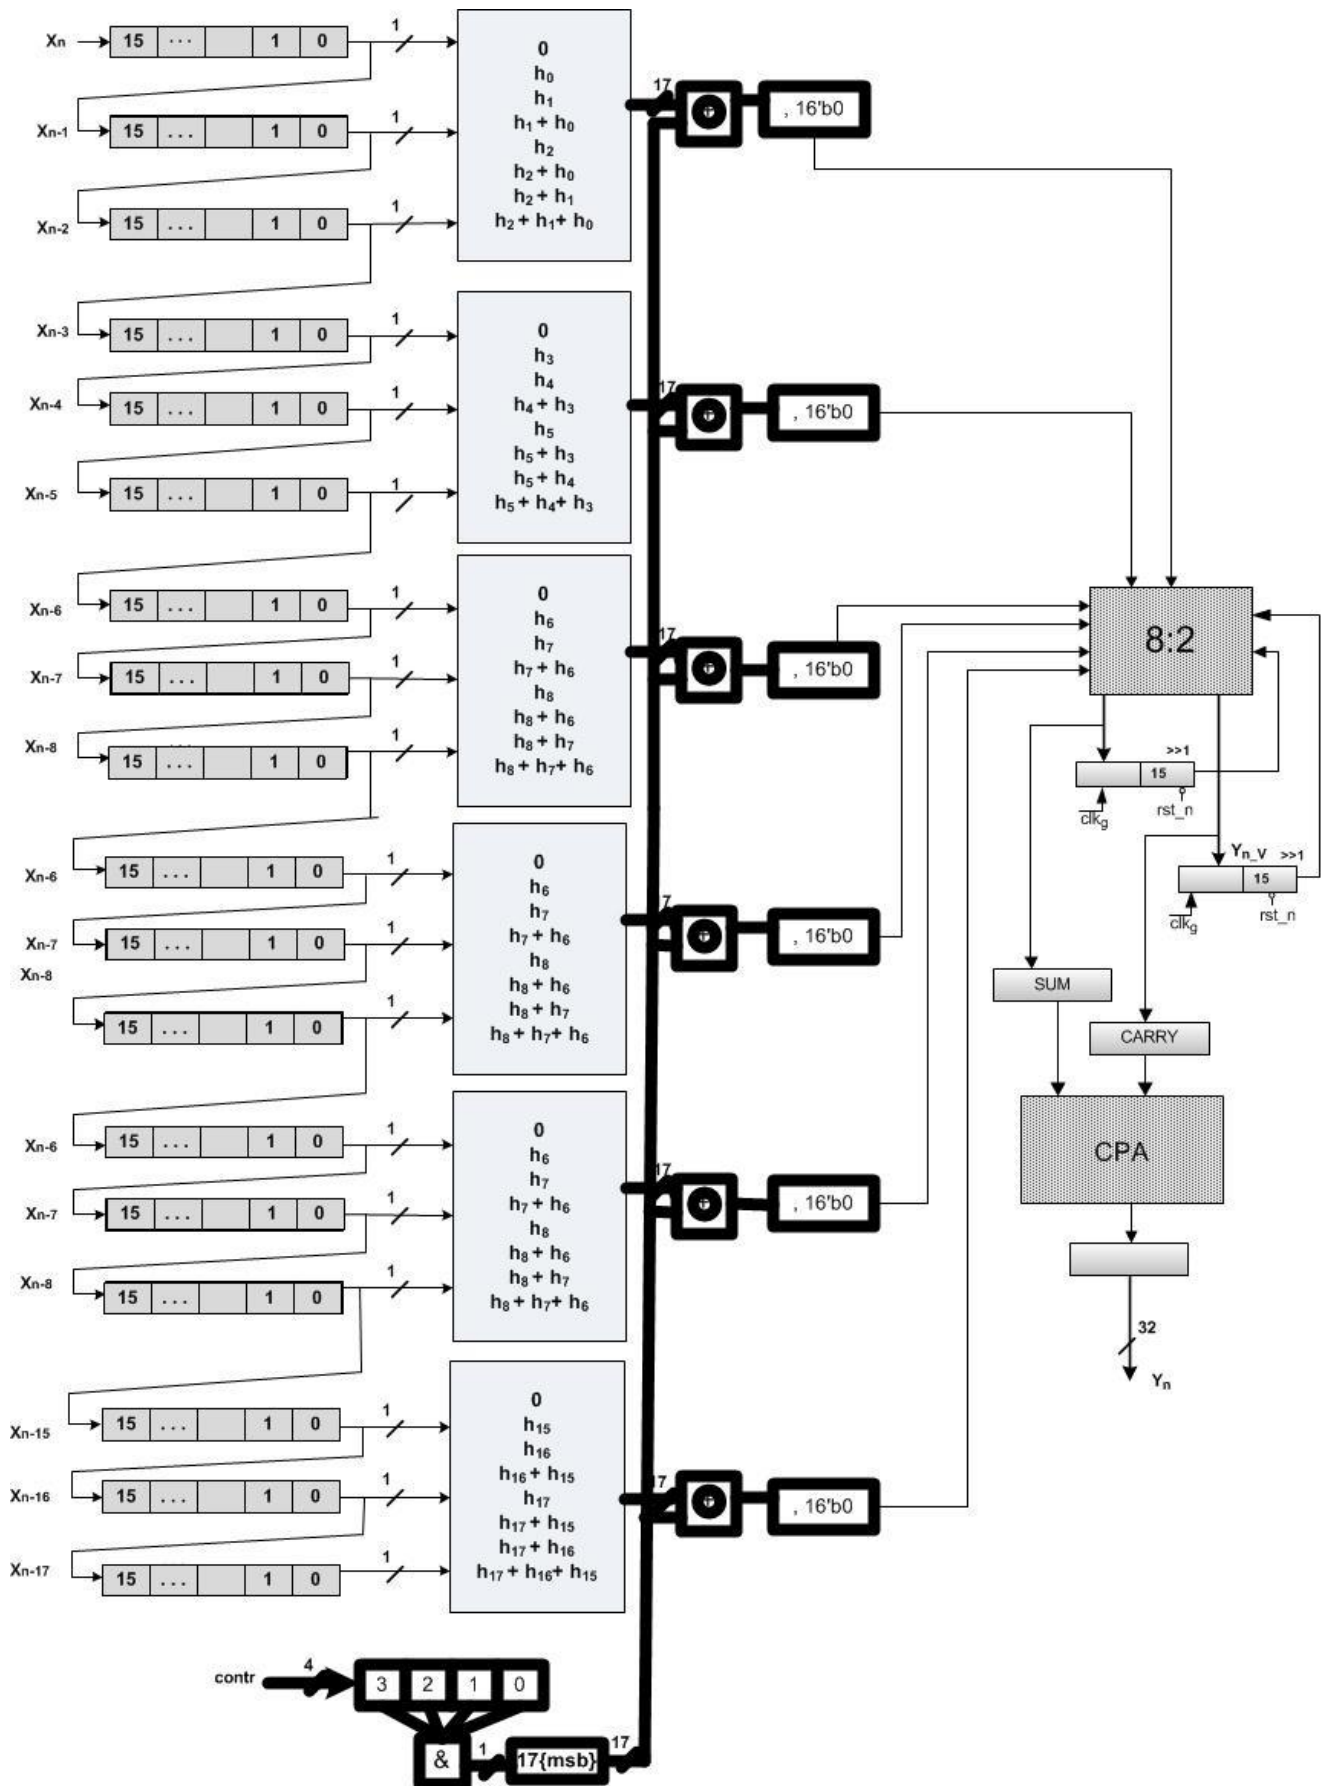 Xn
15 ... 1 0
1
Xn-1
15 ... 1 0
1
Xn-2
15 ... 1 0
1
0
h0
h1
h1 + h0
h2
h2 + h0
h2 + h1
h2 + h1+ h0
17
+
, 16'b0
Xn-3
15 ... 1 0
1
Xn-4
15 ... 1 0
1
Xn-5
15 ... 1 0
1
0
h3
h4
h4 + h3
h5
h5 + h3
h5 + h4
h5 + h4+ h3
17
+
, 16'b0
Xn-6
15 ... 1 0
1
Xn-7
15 ... 1 0
1
Xn-8
15 ... 1 0
1
0
h6
h7
h7 + h6
h8
h8 + h6
h8 + h7
h8 + h7+ h6
17
+
, 16'b0
Xn-6
15 ... 1 0
1
Xn-7
15 ... 1 0
1
Xn-8
15 ... 1 0
1
0
h6
h7
h7 + h6
h8
h8 + h6
h8 + h7
h8 + h7+ h6
7
+
, 16'b0
Xn-6
15 ... 1 0
1
Xn-7
15 ... 1 0
1
Xn-8
15 ... 1 0
1
0
h6
h7
h7 + h6
h8
h8 + h6
h8 + h7
h8 + h7+ h6
17
+
, 16'b0
Xn-15
15 ... 1 0
1
Xn-16
15 ... 1 0
1
Xn-17
15 ... 1 0
1
0
h15
h16
h16 + h15
h17
h17 + h15
h17 + h16
h17 + h16+ h15
17
+
, 16'b0
contr
4
3 2 1 0
&
1
17{msb}
17
8:2
>>1
15
clkg
rst_n
Yn_V
>>1
15
clkg
rst_n
SUM
CARRY
CPA
32
Yn